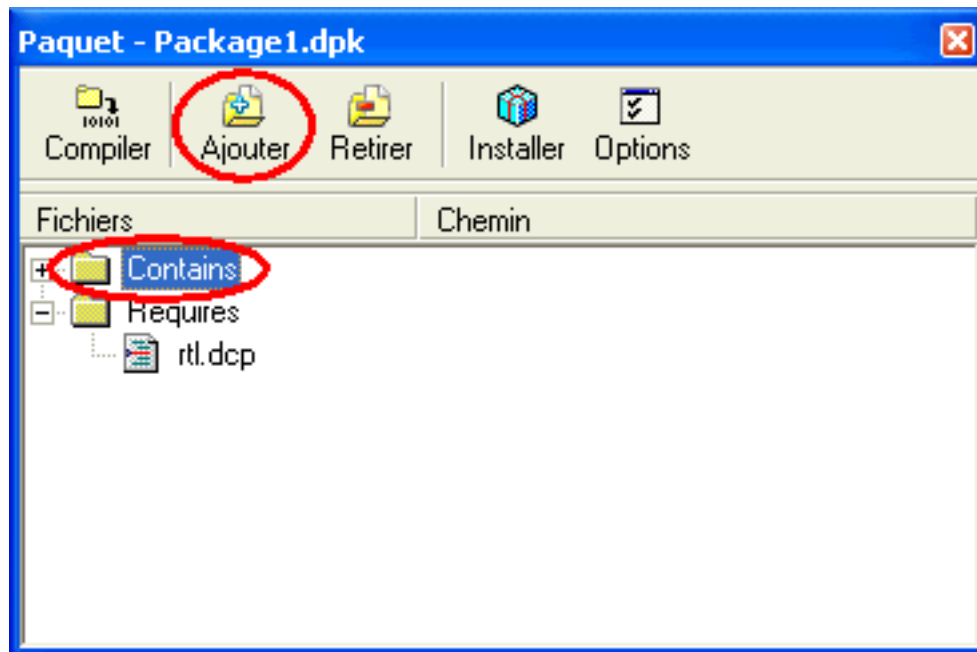 Paquet - Package1.dpk
Compiler Ajouter Retirer Installer Options
Fichiers Chemin
Contains
Requires
rtl.dcp